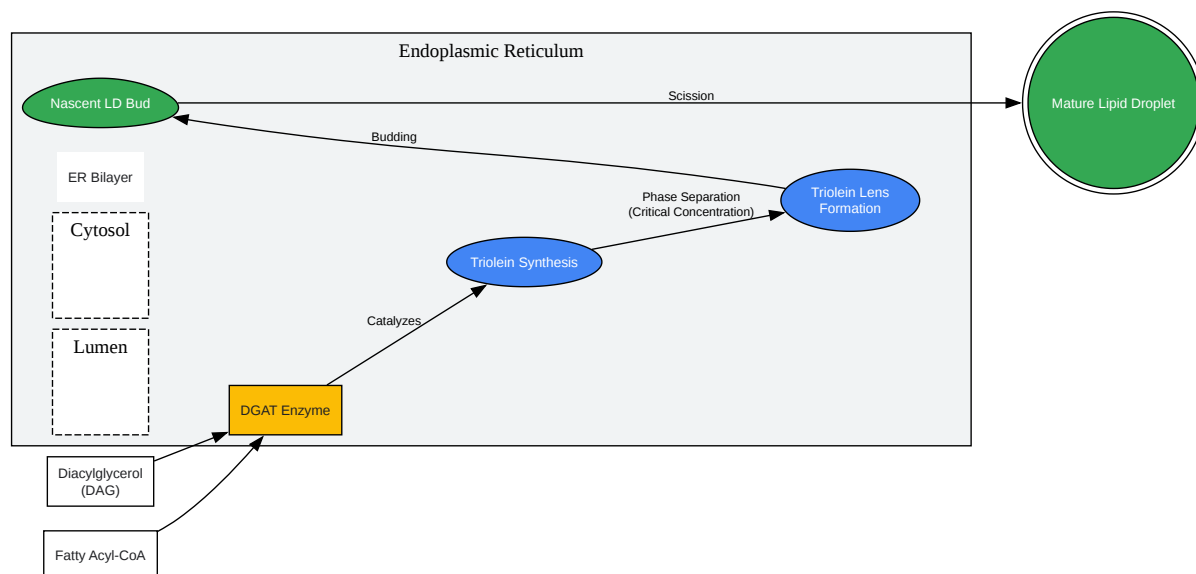 Endoplasmic Reticulum
Nascent LD Bud
Scission
Mature Lipid Droplet
Budding
ER Bilayer
Phase Separation
(Critical Concentration)
Triolein Lens
Formation
Cytosol
Triolein Synthesis
Catalyzes
Lumen
DGAT Enzyme
Diacylglycerol
(DAG)
Fatty Acyl-CoA